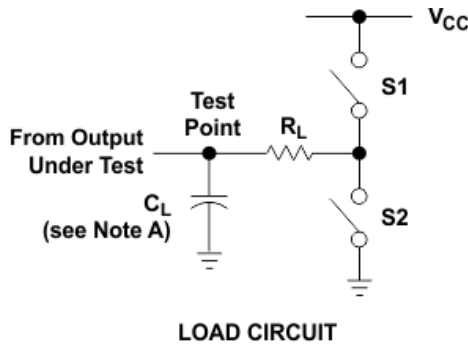 VCC
S1
Test
Point
RL
From Output
Under Test
CL
(see Note A)
S2
LOAD CIRCUIT